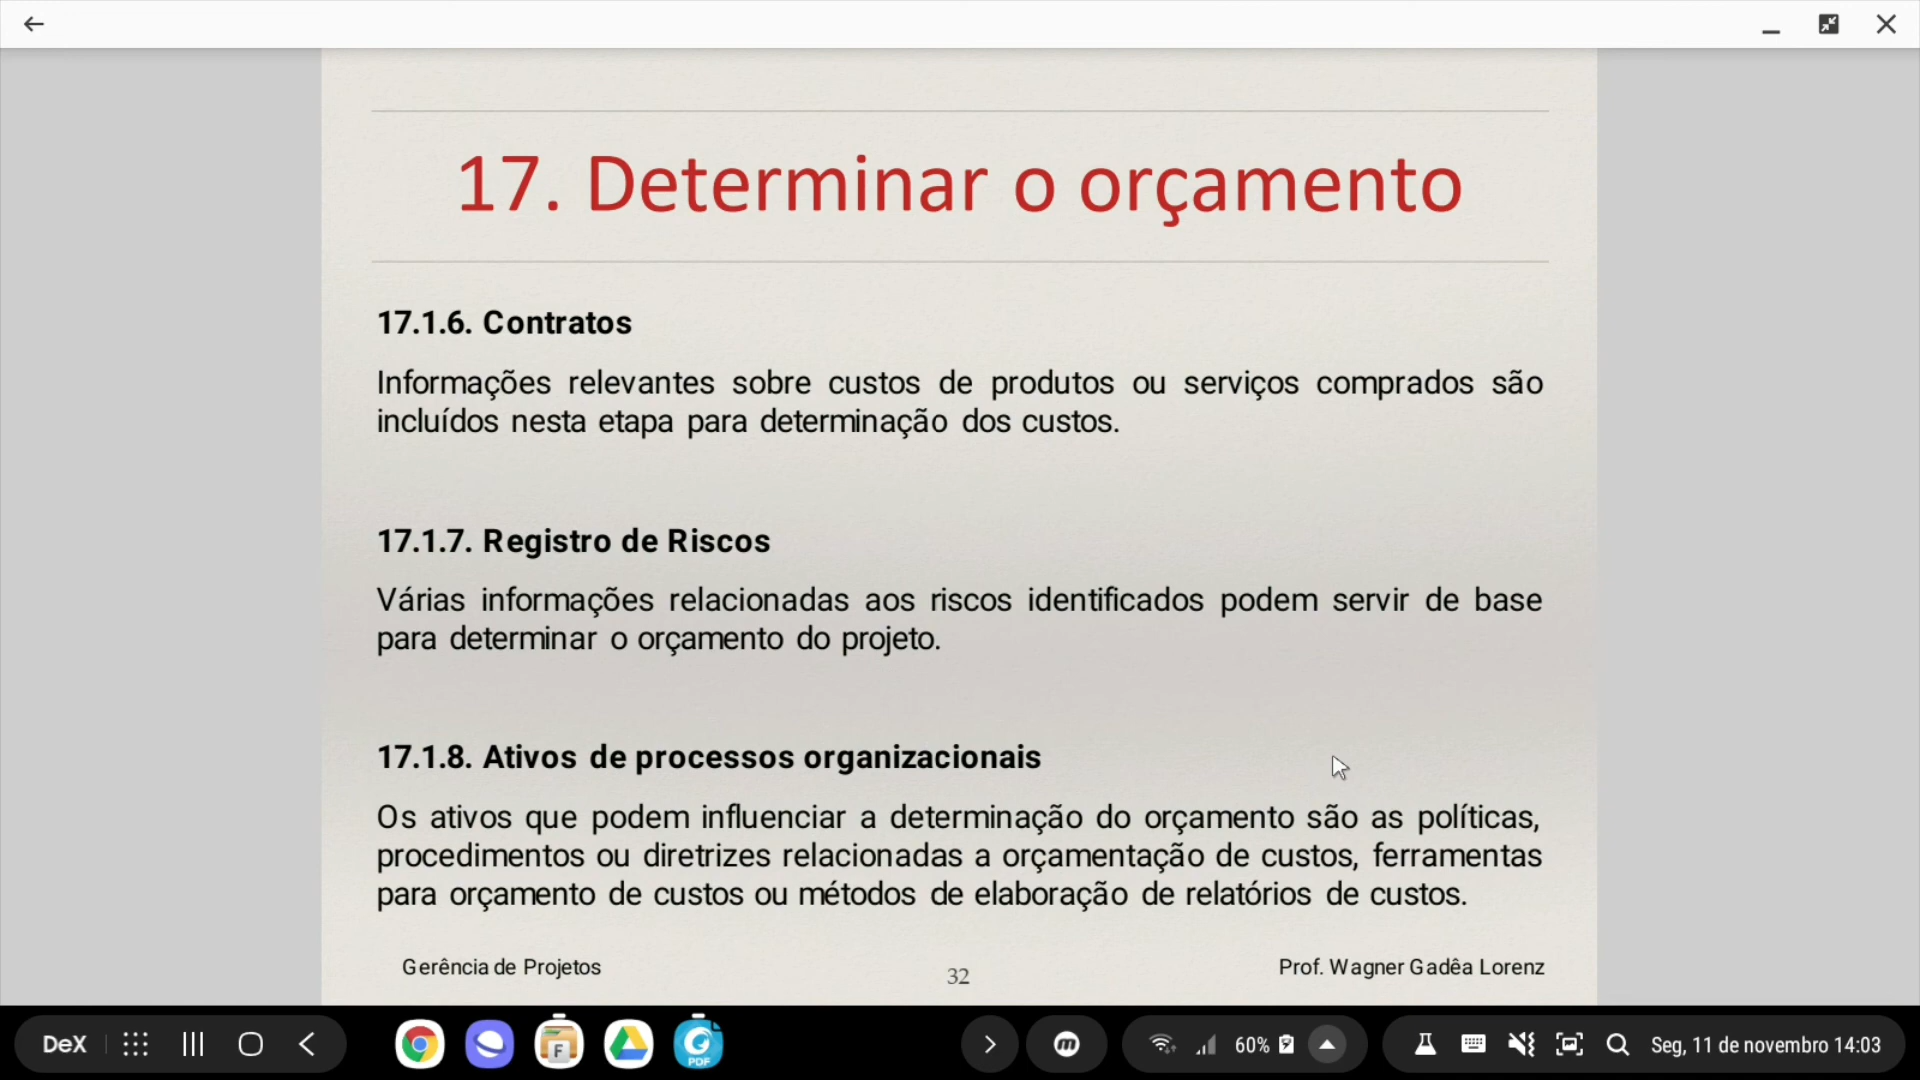 17. Determinar o orçamento
17.1.6. Contratos
Informações relevantes sobre custos de produtos ou serviços comprados são
incluídos nesta etapa para determinação dos custos.
17.1.7. Registro de Riscos
Várias informações relacionadas aos riscos identificados podem servir de base
para determinar o orçamento do projeto.
17.1.8. Ativos de processos organizacionais
Os ativos que podem influenciar a determinação do orçamento são as políticas,
procedimentos ou diretrizes relacionadas a orçamentação de custos, ferramentas
para orçamento de custos ou métodos de elaboração de relatórios de custos.
Gerência de Projetos
32
Prof. Wagner Gadêa Lorenz
DeX
F
PDF
m
60%
Seg, 11 de novembro 14:03